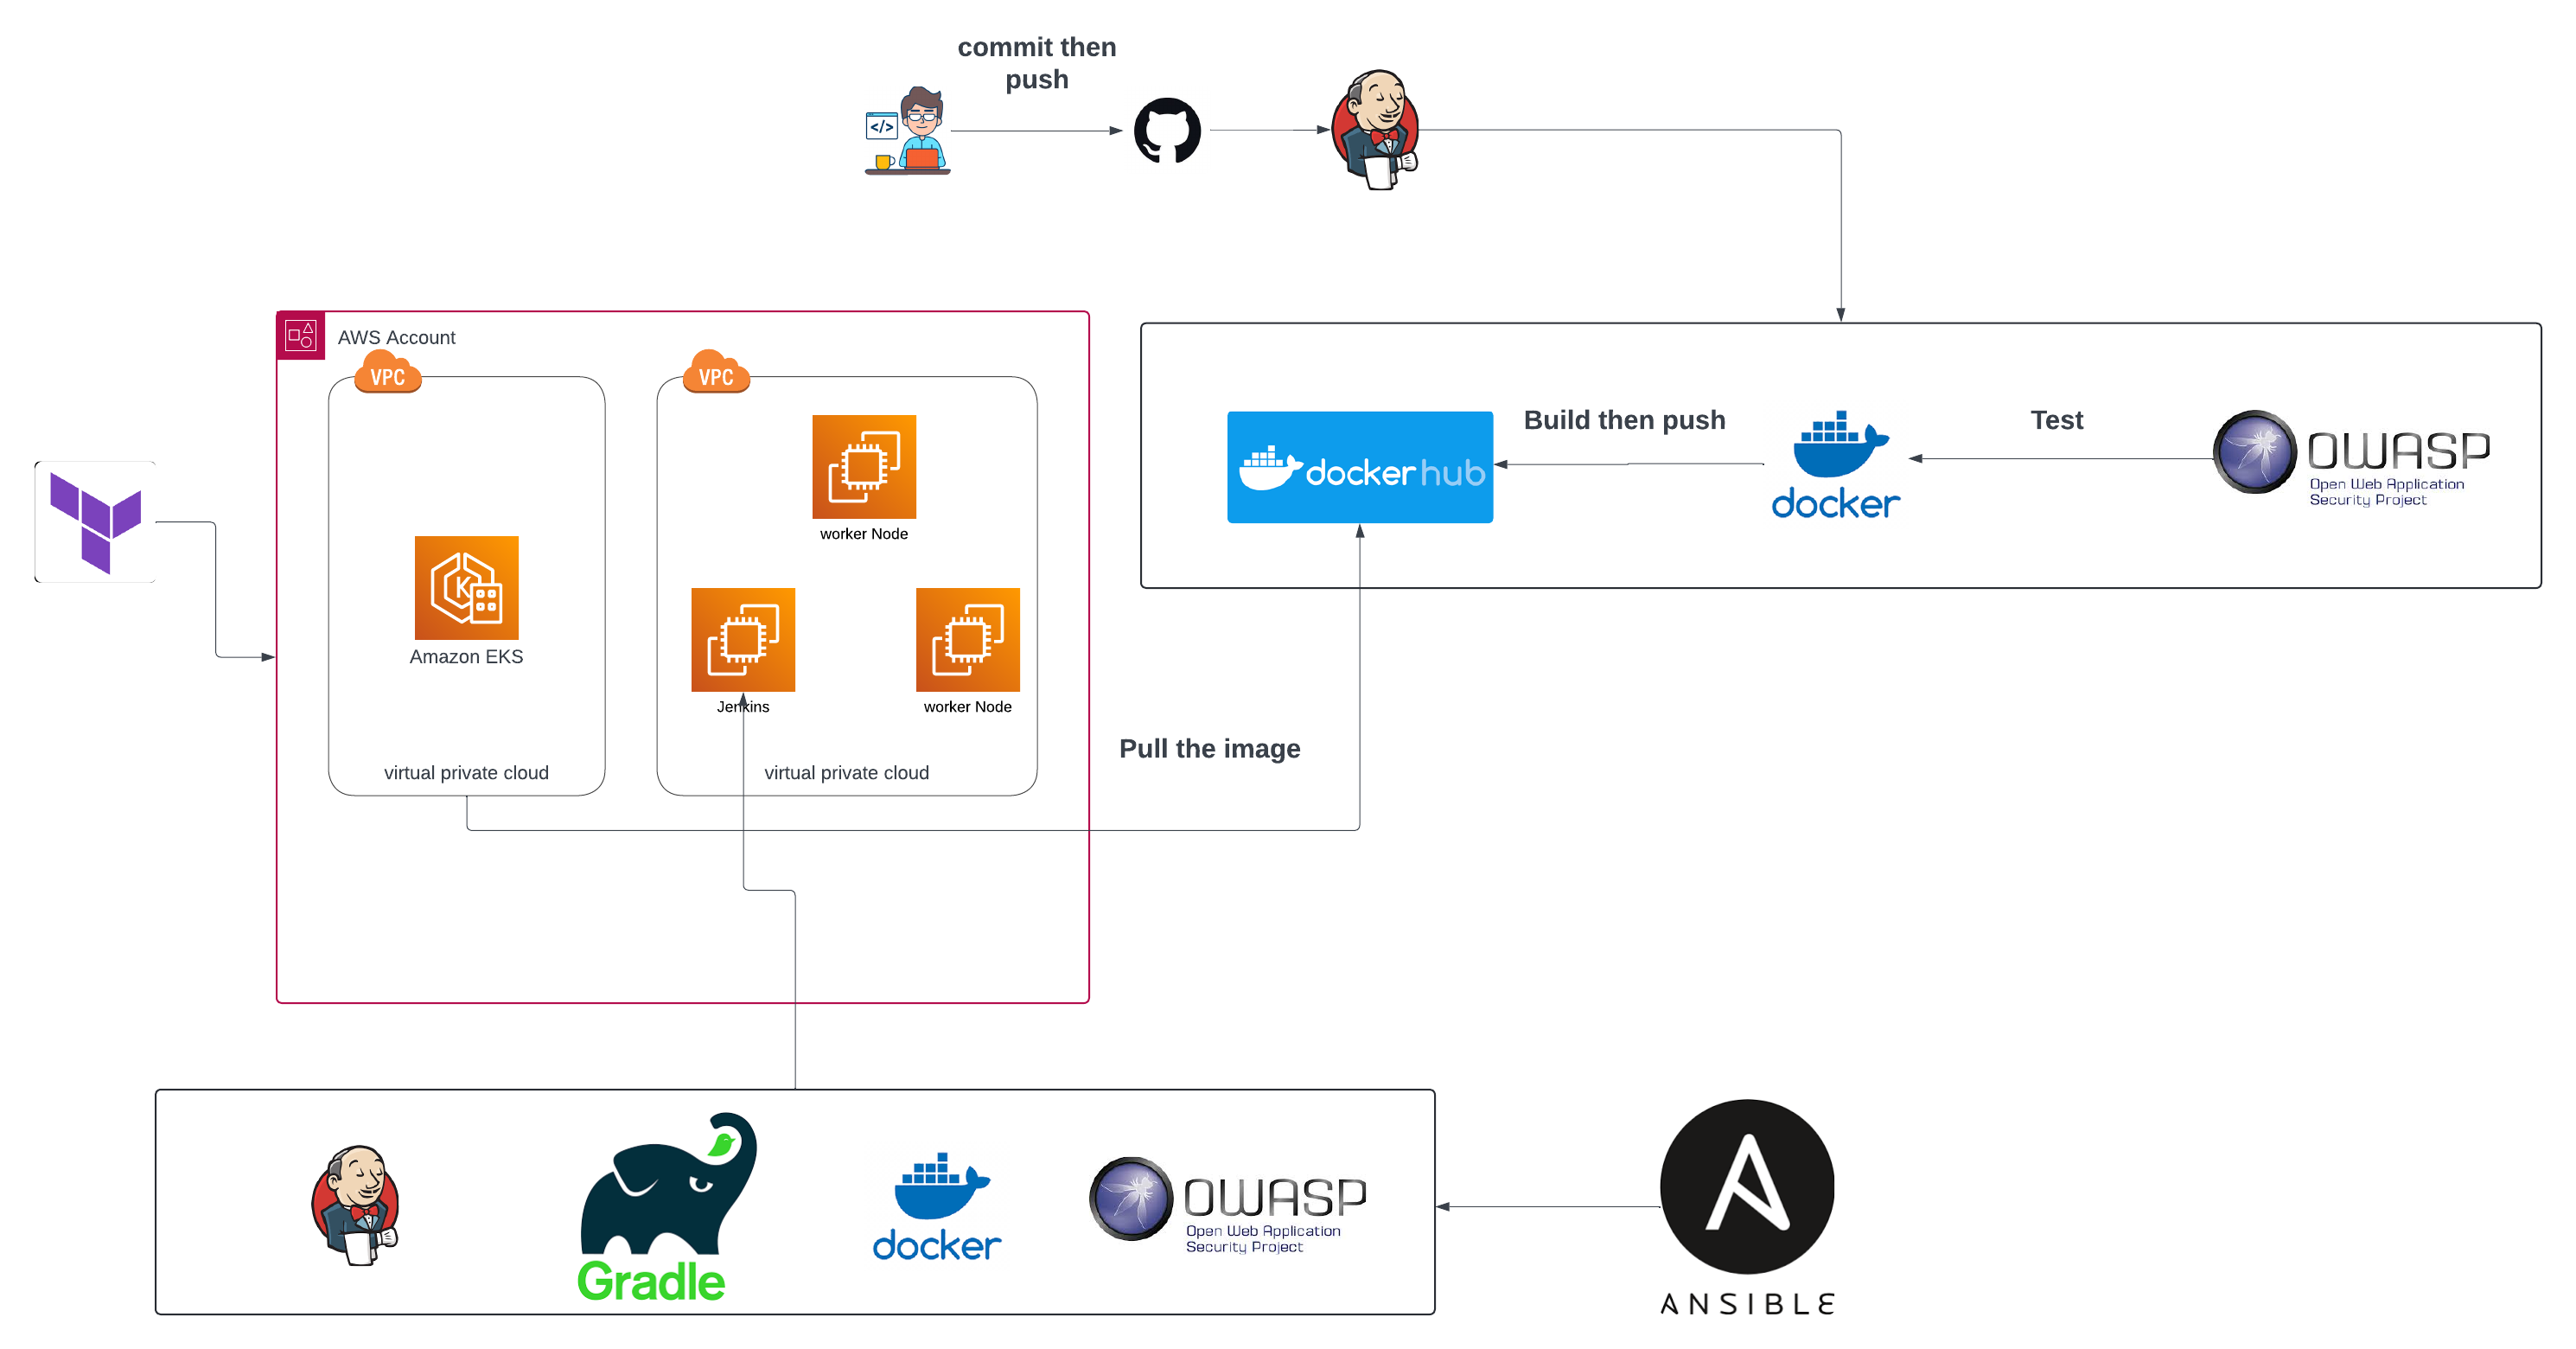 commit then
push
</>
AWS Account
VPC
VPC
worker Node
Amazon EKS
Jenkins
worker Node
virtual private cloud
virtual private cloud
dockerhub
Build then push
docker
Test
OWASP
Open Web Application
Security Project
Pull the image
Gradle
docker
OWASP
Open Web Application
Security Project
ANSIBLE